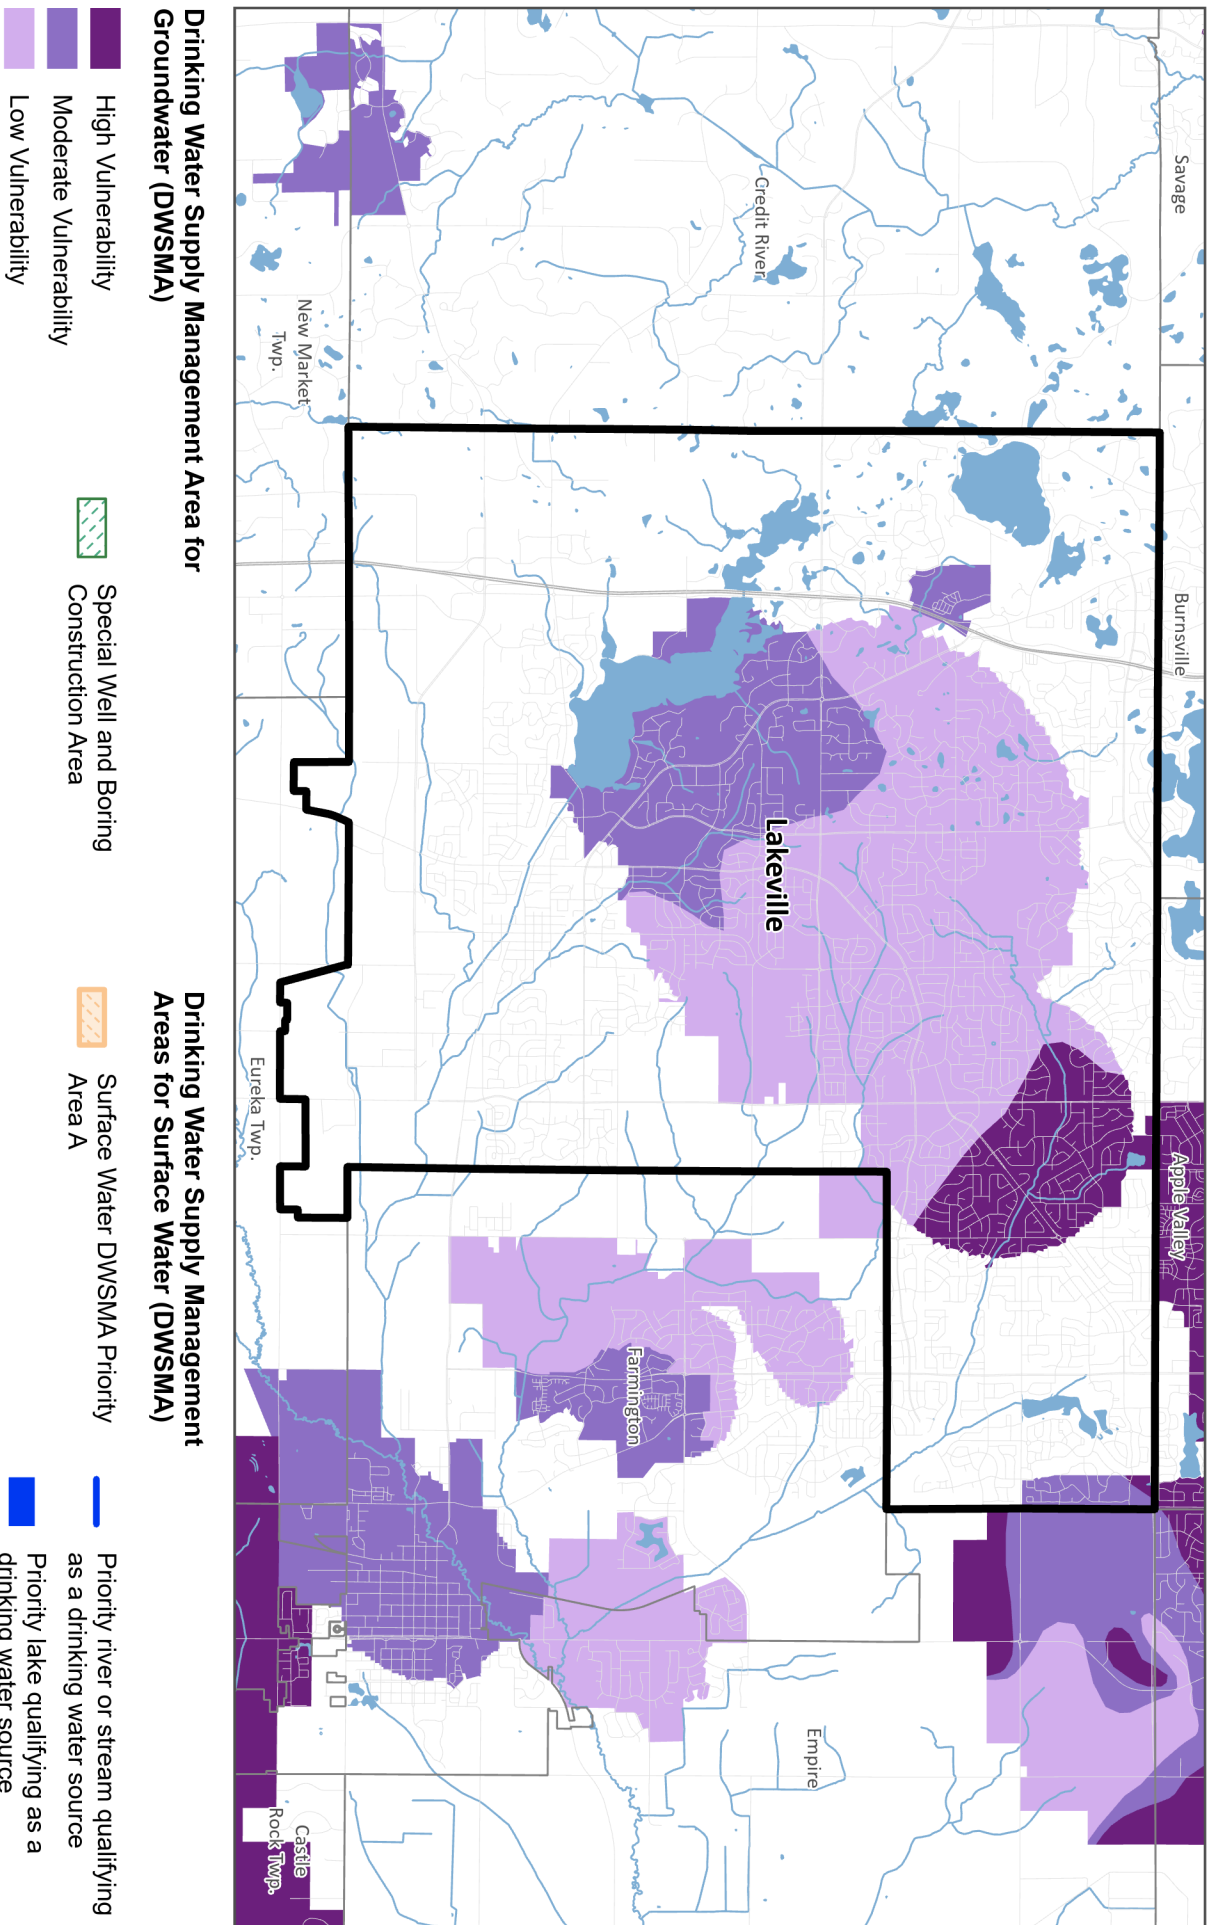 Savage
Burnsville
Apple Valley
Credit River
Lakeville
Empire
Farmington
New Market
Twp.
Eureka Twp.
Castle
Rock Twp.
Drinking Water Supply Management Area for
Groundwater (DWSMA)
High Vulnerability
Moderate Vulnerability
Low Vulnerability
Special Well and Boring
Construction Area
Drinking Water Supply Management
Areas for Surface Water (DWSMA)
Surface Water DWSMA Priority
Area A
Priority river or stream qualifying
as a drinking water source
Priority lake qualifying as a
drinking water source